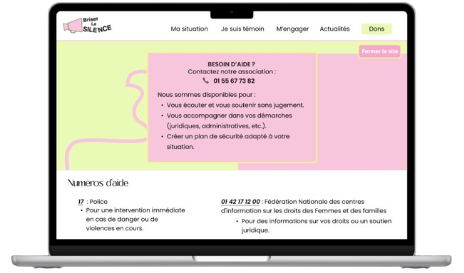 Briser
Le
SILENCE
Ma situation
Je suis témoin
M'engager
Actualités
Dons
Fermer le site
BESOIN D'AIDE ?
Contactez notre association :
01 55 67 73 82
Nous sommes disponibles pour :
• Vous écouter et vous soutenir sans jugement.
• Vous accompagner dans vos démarches
(juridiques, administratives, etc.).
• Créer un plan de sécurité adapté à votre
situation.
Numéros d'aide
17 : Police
• Pour une intervention immédiate
en cas de danger ou de
violences en cours.
01 42 17 12 00 : Fédération Nationale des centres
d'information sur les droits des Femmes et des familles
• Pour des informations sur vos droits ou un soutien
juridique.